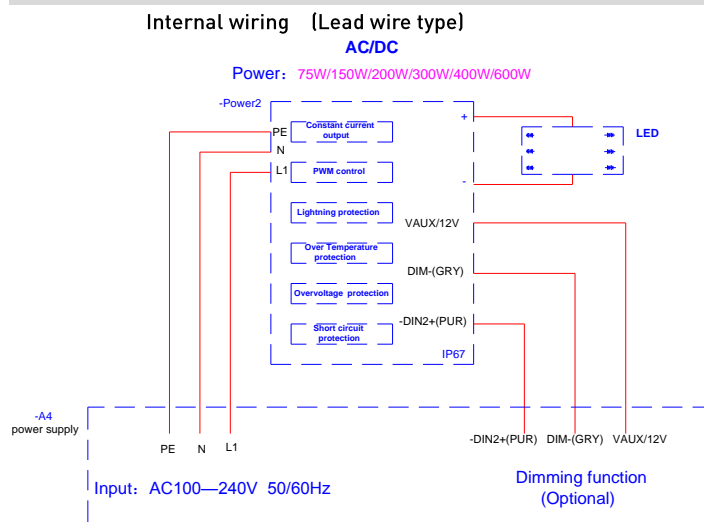 Internal wiring (Lead wire type)
AC/DC
Power：75W/150W/200W/300W/400W/600W
-Power2
PE
N
L1
Constant current
output
PWM control
Lightning protection
Over Temperature
protection
Overvoltage protection
Short circuit
protection
+
-
VAUX/12V
DIM-(GRY)
-DIN2+(PUR)
IP67
LED
-A4
power supply
PE N L1
-DIN2+(PUR) DIM-(GRY) VAUX/12V
Input：AC100—240V 50/60Hz
Dimming function
(Optional)